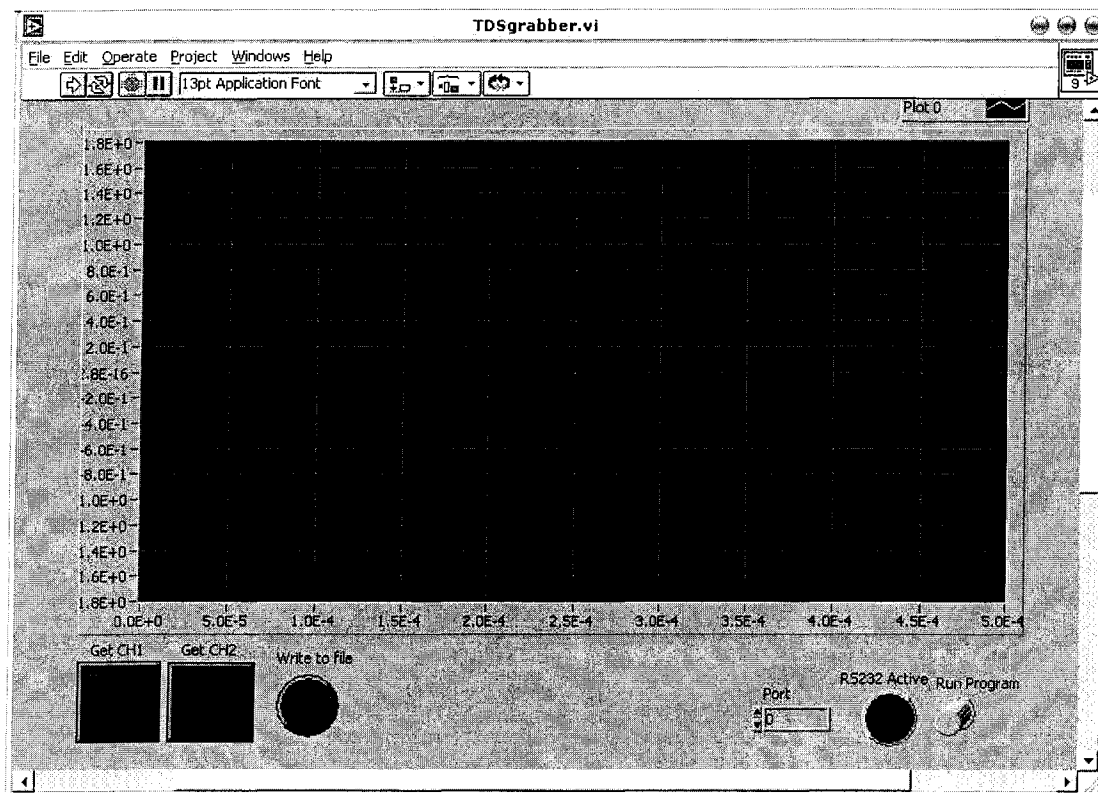 TDSgrabber.vi
File Edit Operate Project Windows Help
13pt Application Font
9
Plot 0
1.8E+0
1.6E+0
1.4E+0
1.2E+0
1.0E+0
8.0E-1
6.0E-1
4.0E-1
2.0E-1
.8E-16
-2.0E-1
-4.0E-1
-6.0E-1
-8.0E-1
1.0E+0
1.2E+0
1.4E+0
1.6E+0
1.8E+0
0.0E+0 5.0E-5 1.0E-4 1.5E-4 2.0E-4 2.5E-4 3.0E-4 3.5E-4 4.0E-4 4.5E-4 5.0E-4
Get CH1 Get CH2 Write to file
Port RS232 Active Run Program
0